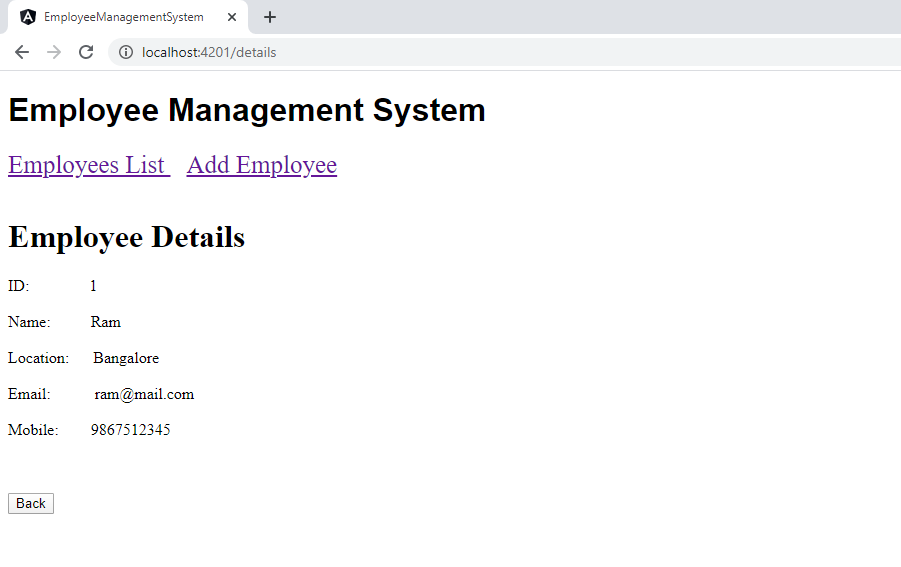 EmployeeManagementSystem
localhost:4201/details
Employee Management System
Employees List Add Employee
Employee Details
ID: 1
Name: Ram
Location: Bangalore
Email: ram@mail.com
Mobile: 9867512345
Back